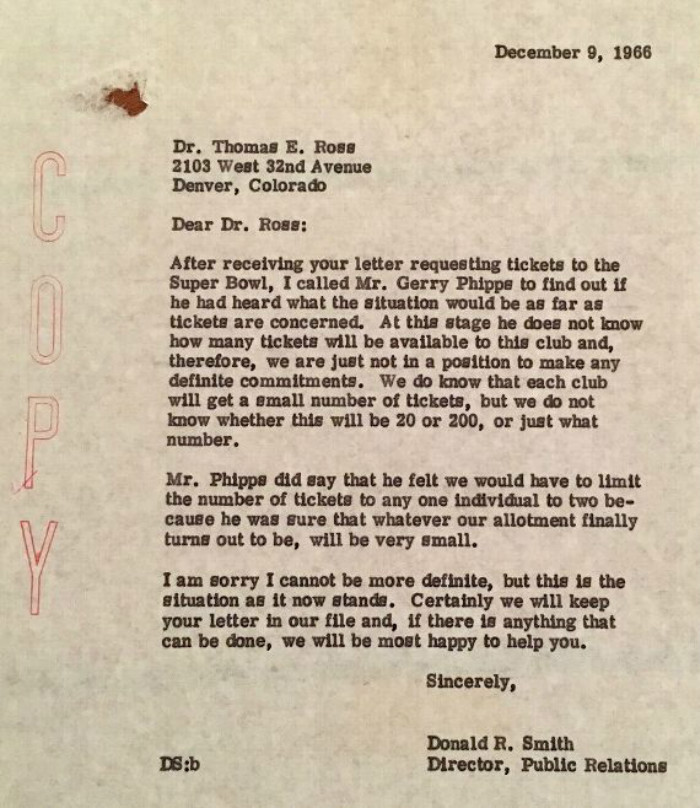 December 9, 1966
COPY
Dr. Thomas E. Ross
2103 West 32nd Avenue
Denver, Colorado
Dear Dr. Ross:
After receiving your letter requesting tickets to the
Super Bowl, I called Mr. Gerry Phipps to find out if
he had heard what the situation would be as far as
tickets are concerned. At this stage he does not know
how many tickets will be available to this club and,
therefore, we are just not in a position to make any
definite commitments. We do know that each club
will get a small number of tickets, but we do not
know whether this will be 20 or 200, or just what
number.
Mr. Phipps did say that he felt we would have to limit
the number of tickets to any one individual to two be-
cause he was sure that whatever our allotment finally
turns out to be, will be very small.
I am sorry I cannot be more definite, but this is the
situation as it now stands. Certainly we will keep
your letter in our file and, if there is anything that
can be done, we will be most happy to help you.
Sincerely,
Donald R. Smith
DS:b Director, Public Relations